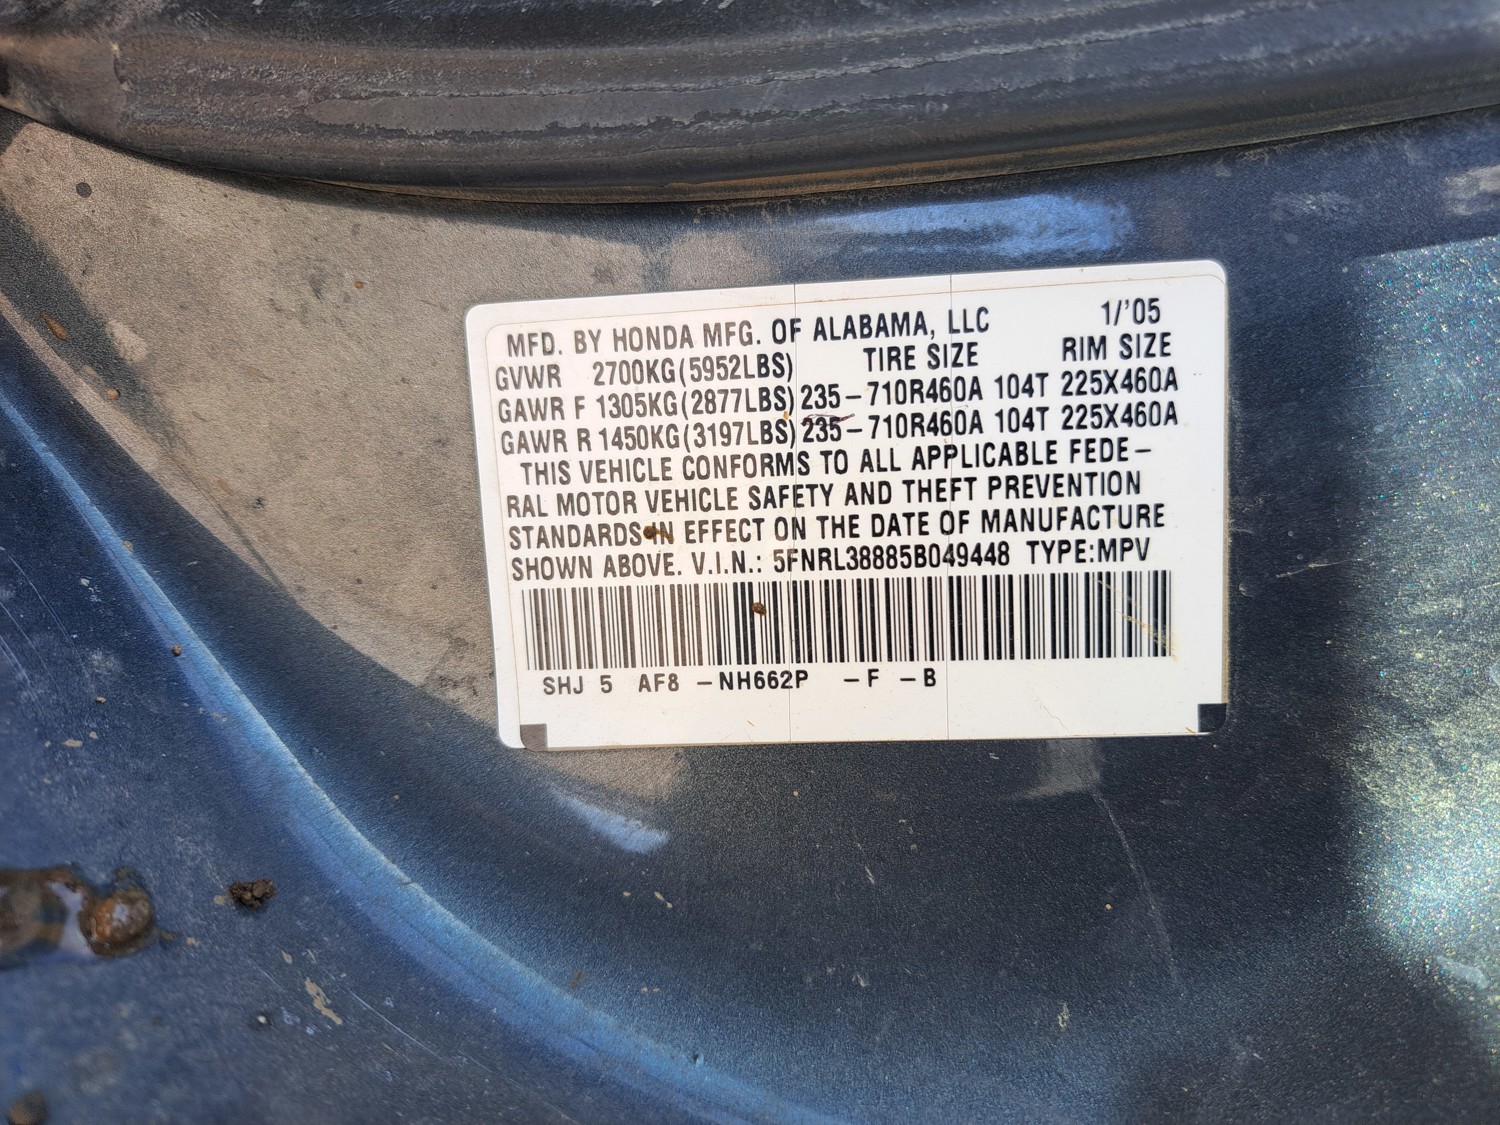 MFD. BY HONDA MFG. OF ALABAMA, LLC 1/'05
GVWR 2700KG(5952LBS) TIRE SIZE RIM SIZE
GAWR F 1305KG(2877LBS) 235-710R460A 104T 225X460A
GAWR R 1450KG(3197LBS) 235-710R460A 104T 225X460A
THIS VEHICLE CONFORMS TO ALL APPLICABLE FEDE-
RAL MOTOR VEHICLE SAFETY AND THEFT PREVENTION
STANDARDS IN EFFECT ON THE DATE OF MANUFACTURE
SHOWN ABOVE. V.I.N.: 5FNRL38885B049448 TYPE:MPV
SHJ 5 AF8 -NH662P -F -B